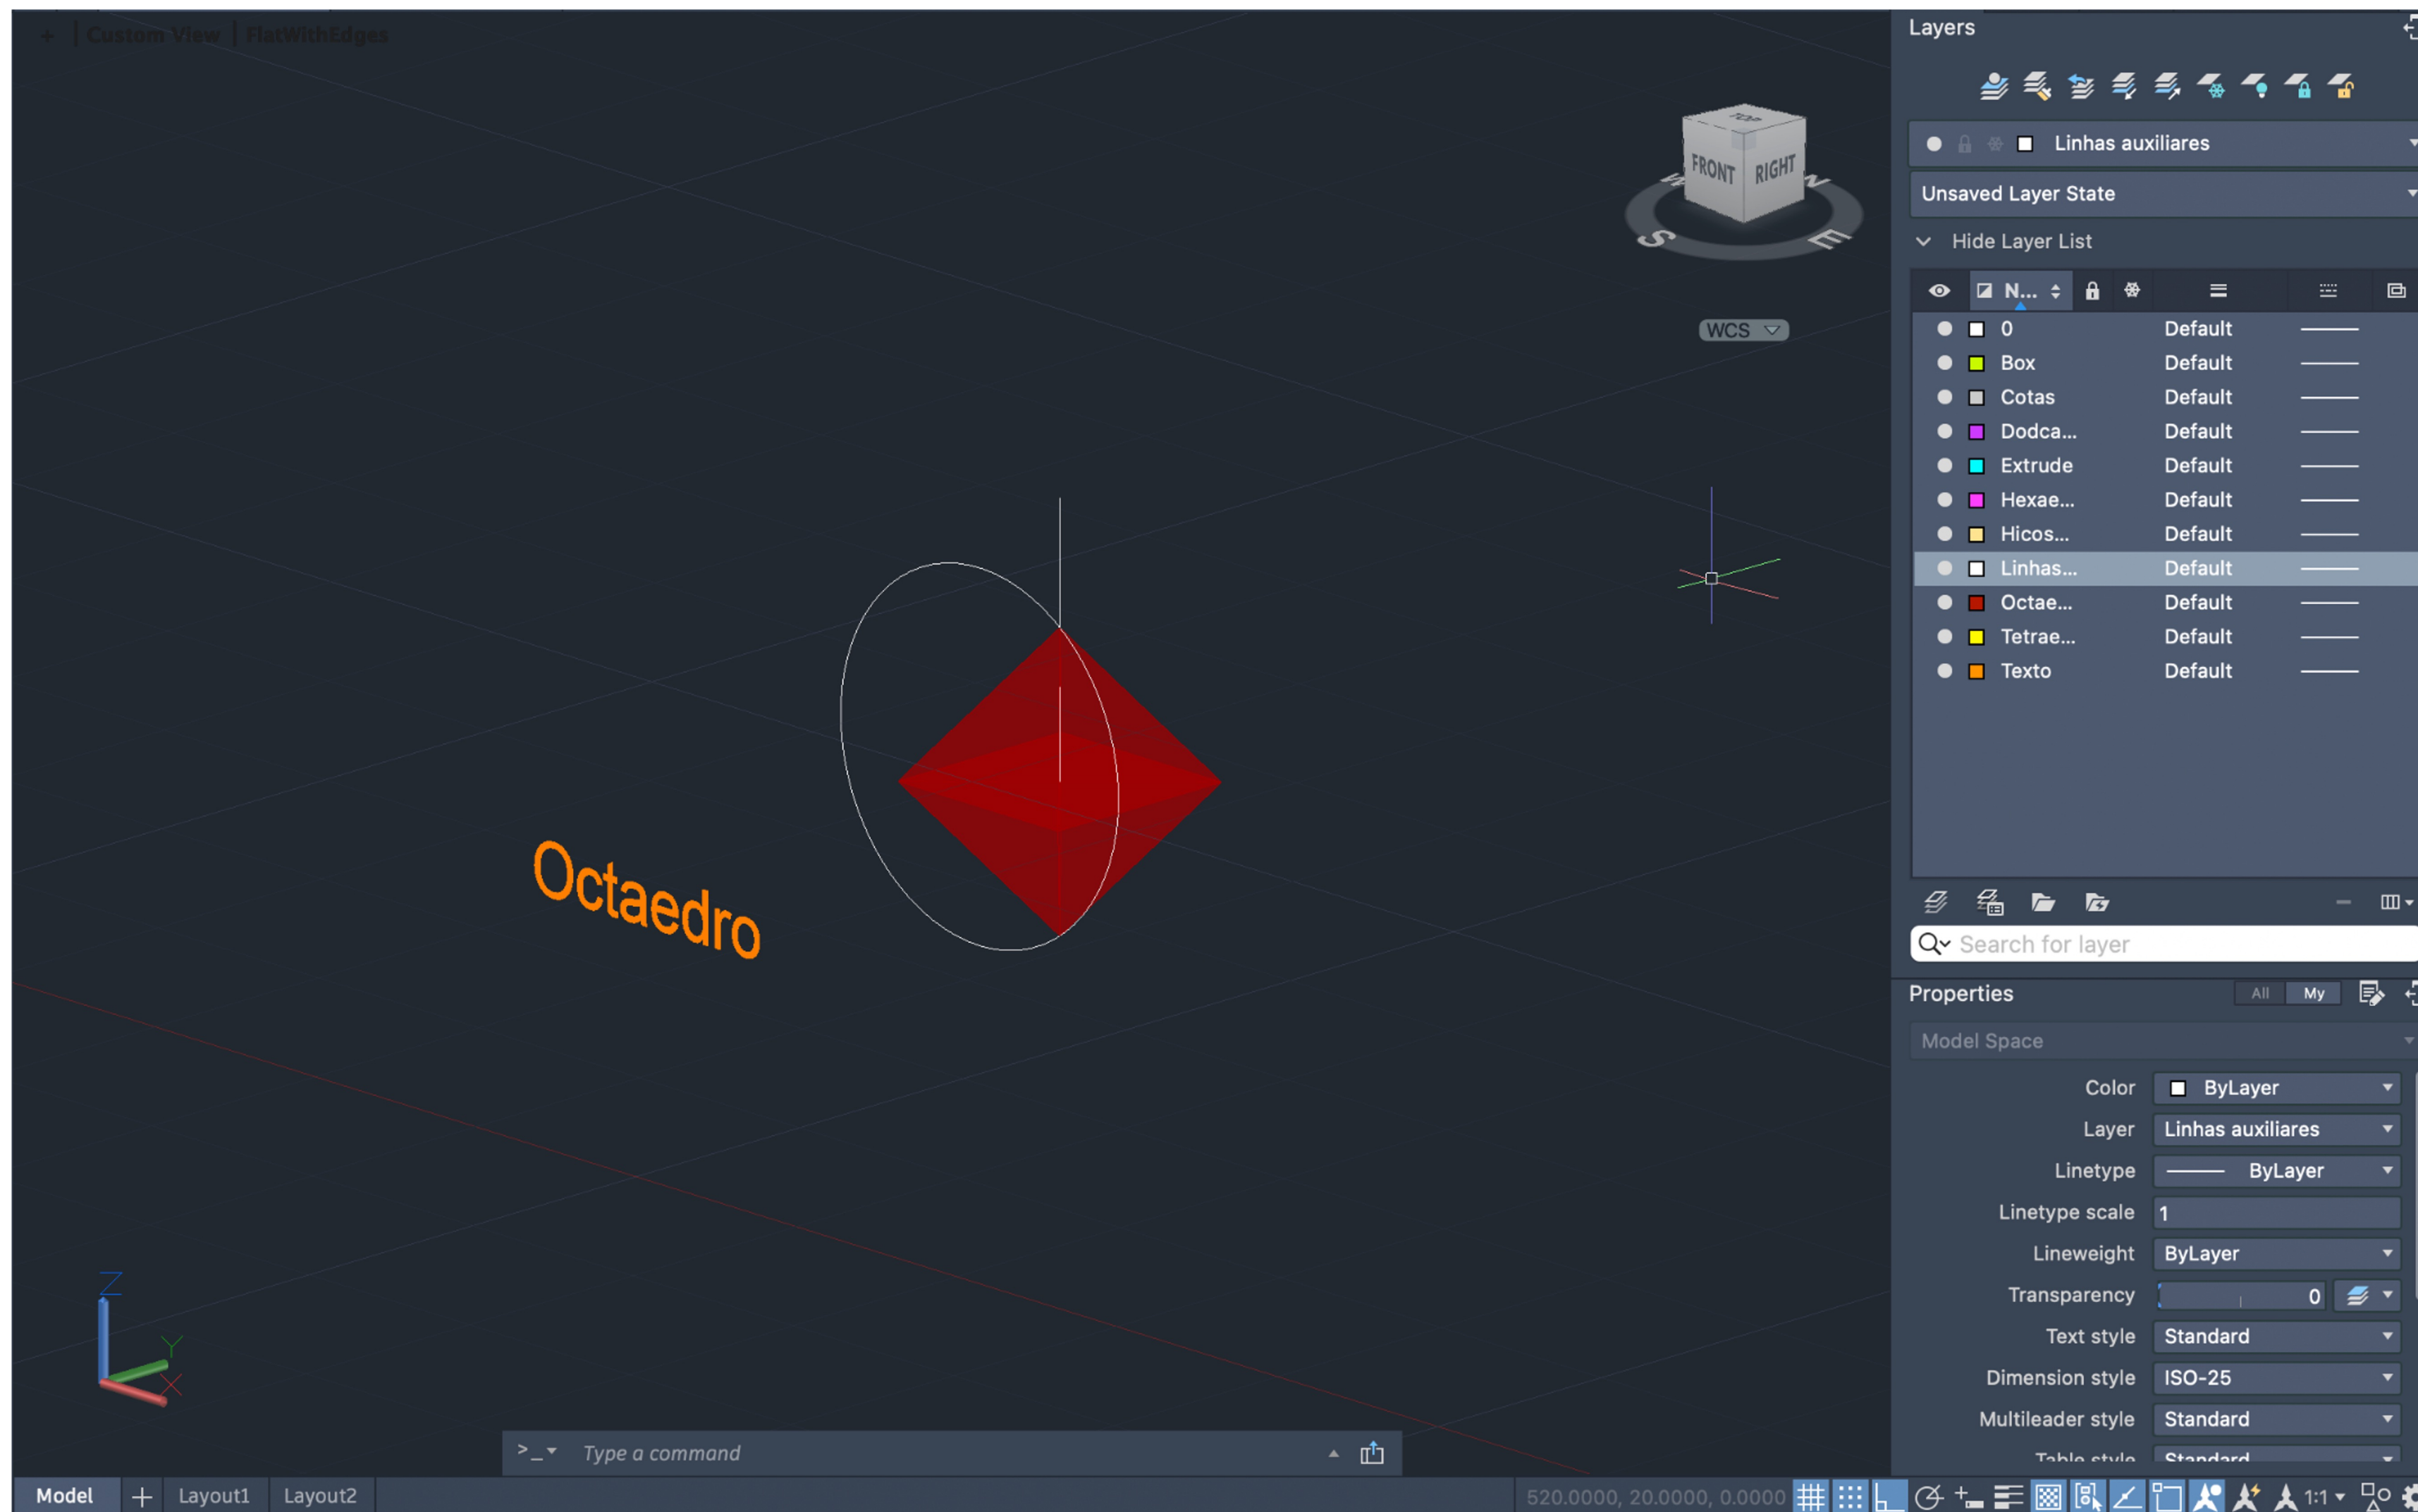 + | Custom View | FlatWithEdges
TOP
FRONT RIGHT
W N
S E
WCS
Octaedro
Z
Y
X
>_ Type a command
Model + Layout1 Layout2
520.0000, 20.0000, 0.0000
1:1
Layers
Linhas auxiliares
Unsaved Layer State
Hide Layer List
N...
0 Default
Box Default
Cotas Default
Dodca... Default
Extrude Default
Hexae... Default
Hicos... Default
Linhas... Default
Octae... Default
Tetrae... Default
Texto Default
Search for layer
Properties All My
Model Space
Color ByLayer
Layer Linhas auxiliares
Linetype ByLayer
Linetype scale 1
Lineweight ByLayer
Transparency 0
Text style Standard
Dimension style ISO-25
Multileader style Standard
Table style Standard